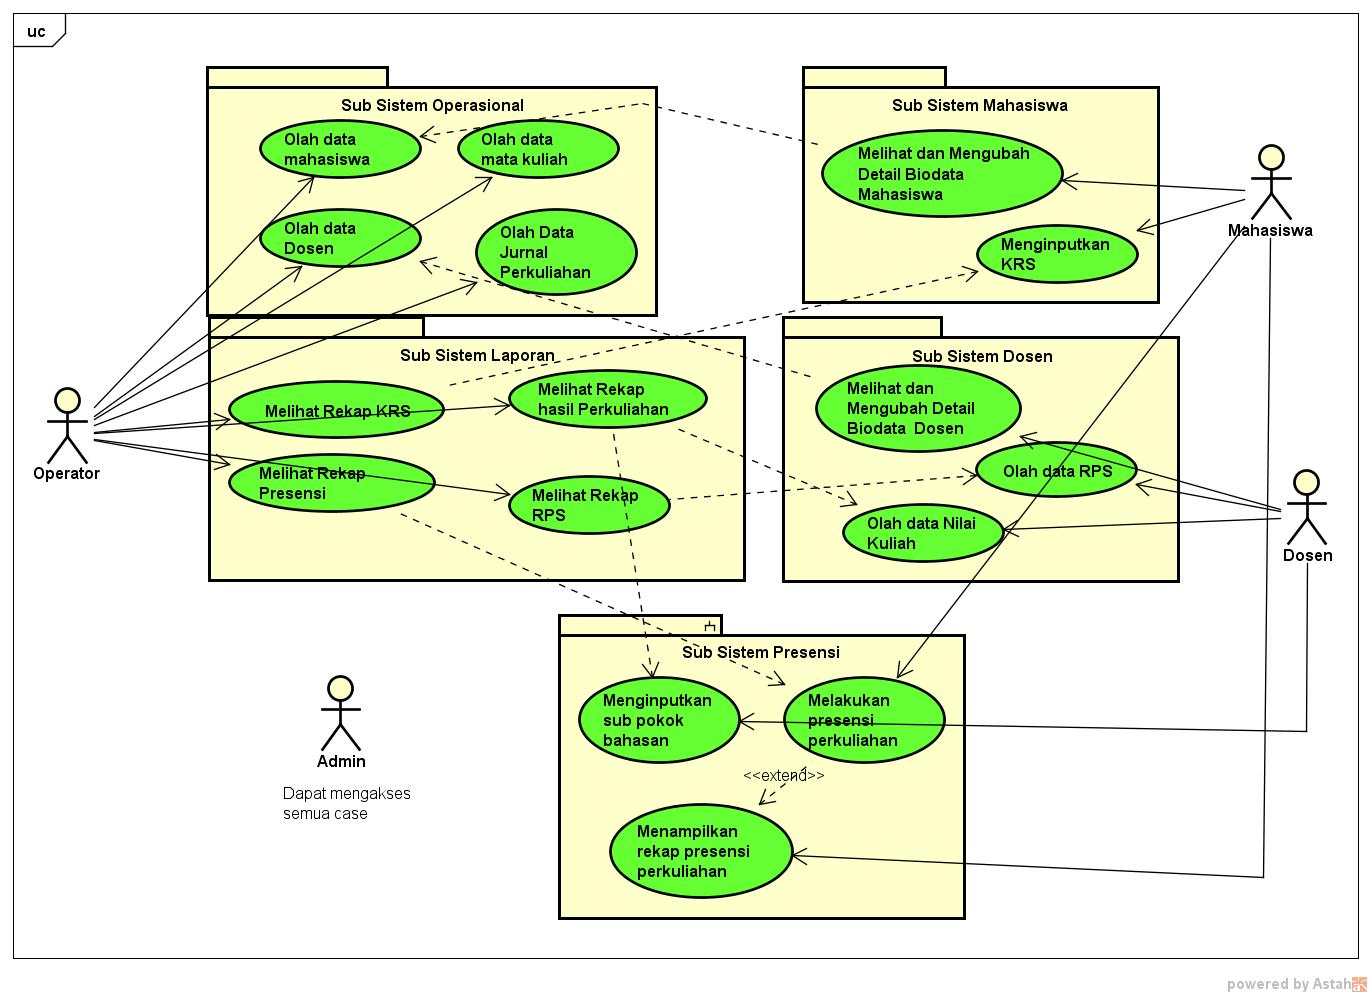 uc
Sub Sistem Operasional
Olah data
mahasiswa
Olah data
mata kuliah
Olah data
Dosen
Olah Data
Jurnal
Perkuliahan
Sub Sistem Mahasiswa
Melihat dan Mengubah
Detail Biodata
Mahasiswa
Menginputkan
KRS
Mahasiswa
Sub Sistem Laporan
Melihat Rekap KRS
Melihat Rekap
hasil Perkuliahan
Melihat Rekap
Presensi
Melihat Rekap
RPS
Operator
Sub Sistem Dosen
Melihat dan
Mengubah Detail
Biodata  Dosen
Olah data RPS
Olah data Nilai
Kuliah
Dosen
Sub Sistem Presensi
Menginputkan
sub pokok
bahasan
Melakukan
presensi
perkuliahan
<<extend>>
Menampilkan
rekap presensi
perkuliahan
Admin
Dapat mengakses
semua case
powered by Astah